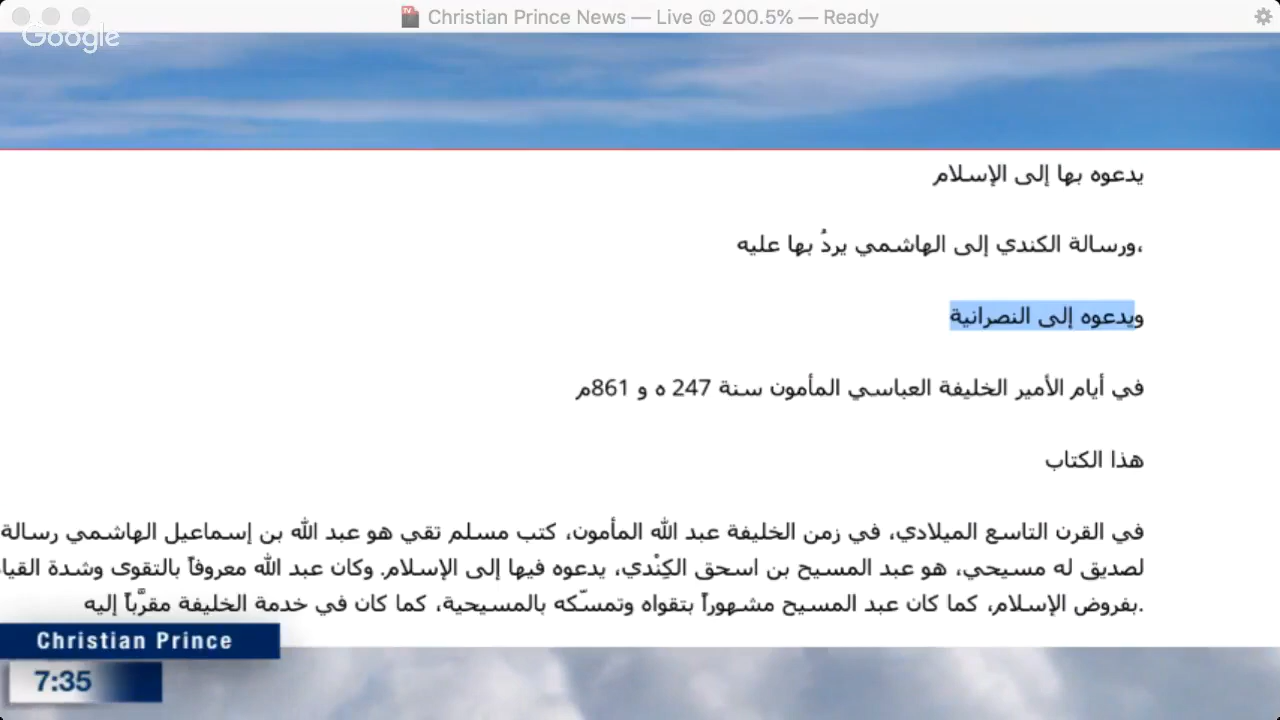 Christian Prince News — Live @ 200.5% — Ready
Google
يدعوه بها إلى الإسلام
ورسالة الكندي إلى الهاشمي يردُ بها عليه،
ويدعوه إلى النصرانية
في أيام الأمير الخليفة العباسي المأمون سنة 247 ه و 861م
هذا الكتاب
في القرن التاسع الميلادي، في زمن الخليفة عبد الله المأمون، كتب مسلم تقي هو عبد الله بن إسماعيل الهاشمي رسالة
لصديق له مسيحي، هو عبد المسيح بن اسحق الكِنْدي، يدعوه فيها إلى الإسلام. وكان عبد الله معروفاً بالتقوى وشدة
بفروض الإسلام، كما كان عبد المسيح مشهوراً بتقواه وتمسّكه بالمسيحية، كما كان في خدمة الخليفة مقرَّباً إليه.
Christian Prince
7:35